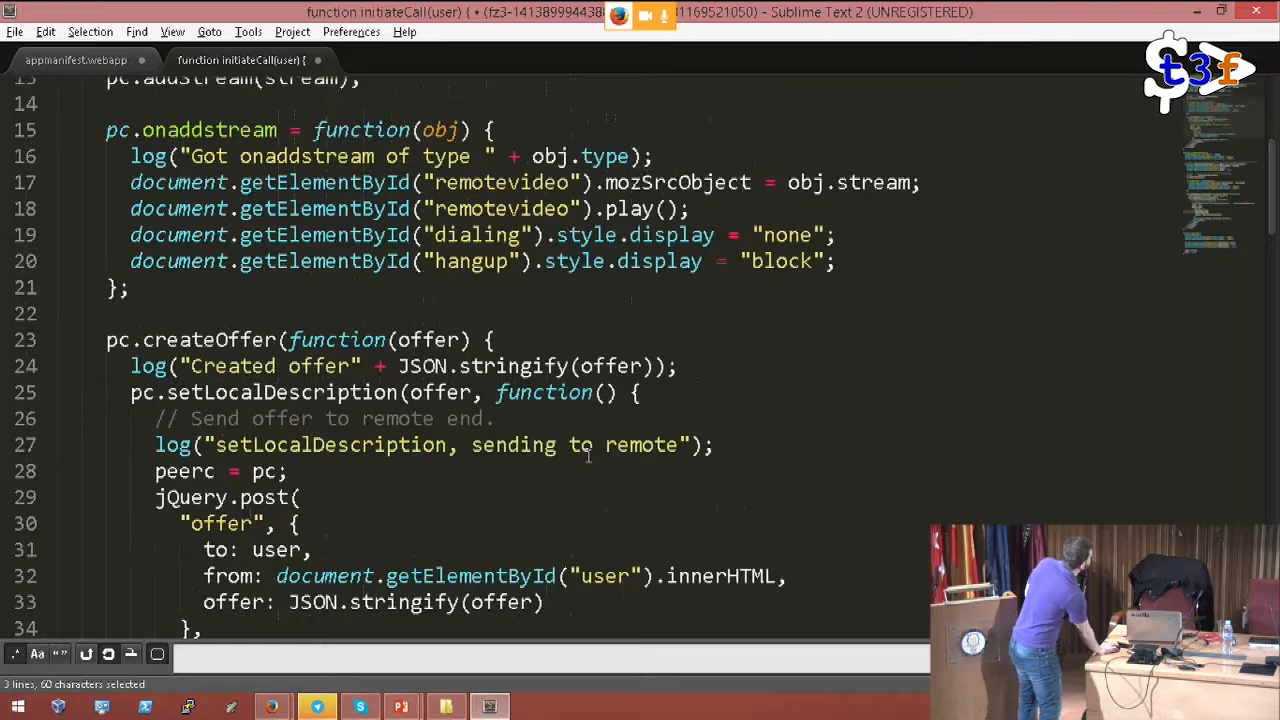 function initiateCall(user) { • (fz3-141389994438
31169521050) - Sublime Text 2 (UNREGISTERED)
File Edit Selection Find View Goto Tools Project Preferences Help
appmanifest.webapp
function initiateCall(user) {
$t3f
13 pc.addStream(stream);
14
15 pc.onaddstream = function(obj) {
16 log("Got onaddstream of type " + obj.type);
17 document.getElementById("remotevideo").mozSrcObject = obj.stream;
18 document.getElementById("remotevideo").play();
19 document.getElementById("dialing").style.display = "none";
20 document.getElementById("hangup").style.display = "block";
21 };
22
23 pc.createOffer(function(offer) {
24 log("Created offer" + JSON.stringify(offer));
25 pc.setLocalDescription(offer, function() {
26 // Send offer to remote end.
27 log("setLocalDescription, sending to remote");
28 peerc = pc;
29 jQuery.post(
30 "offer", {
31 to: user,
32 from: document.getElementById("user").innerHTML,
33 offer: JSON.stringify(offer)
34 },
.* Aa “”
3 lines, 60 characters selected